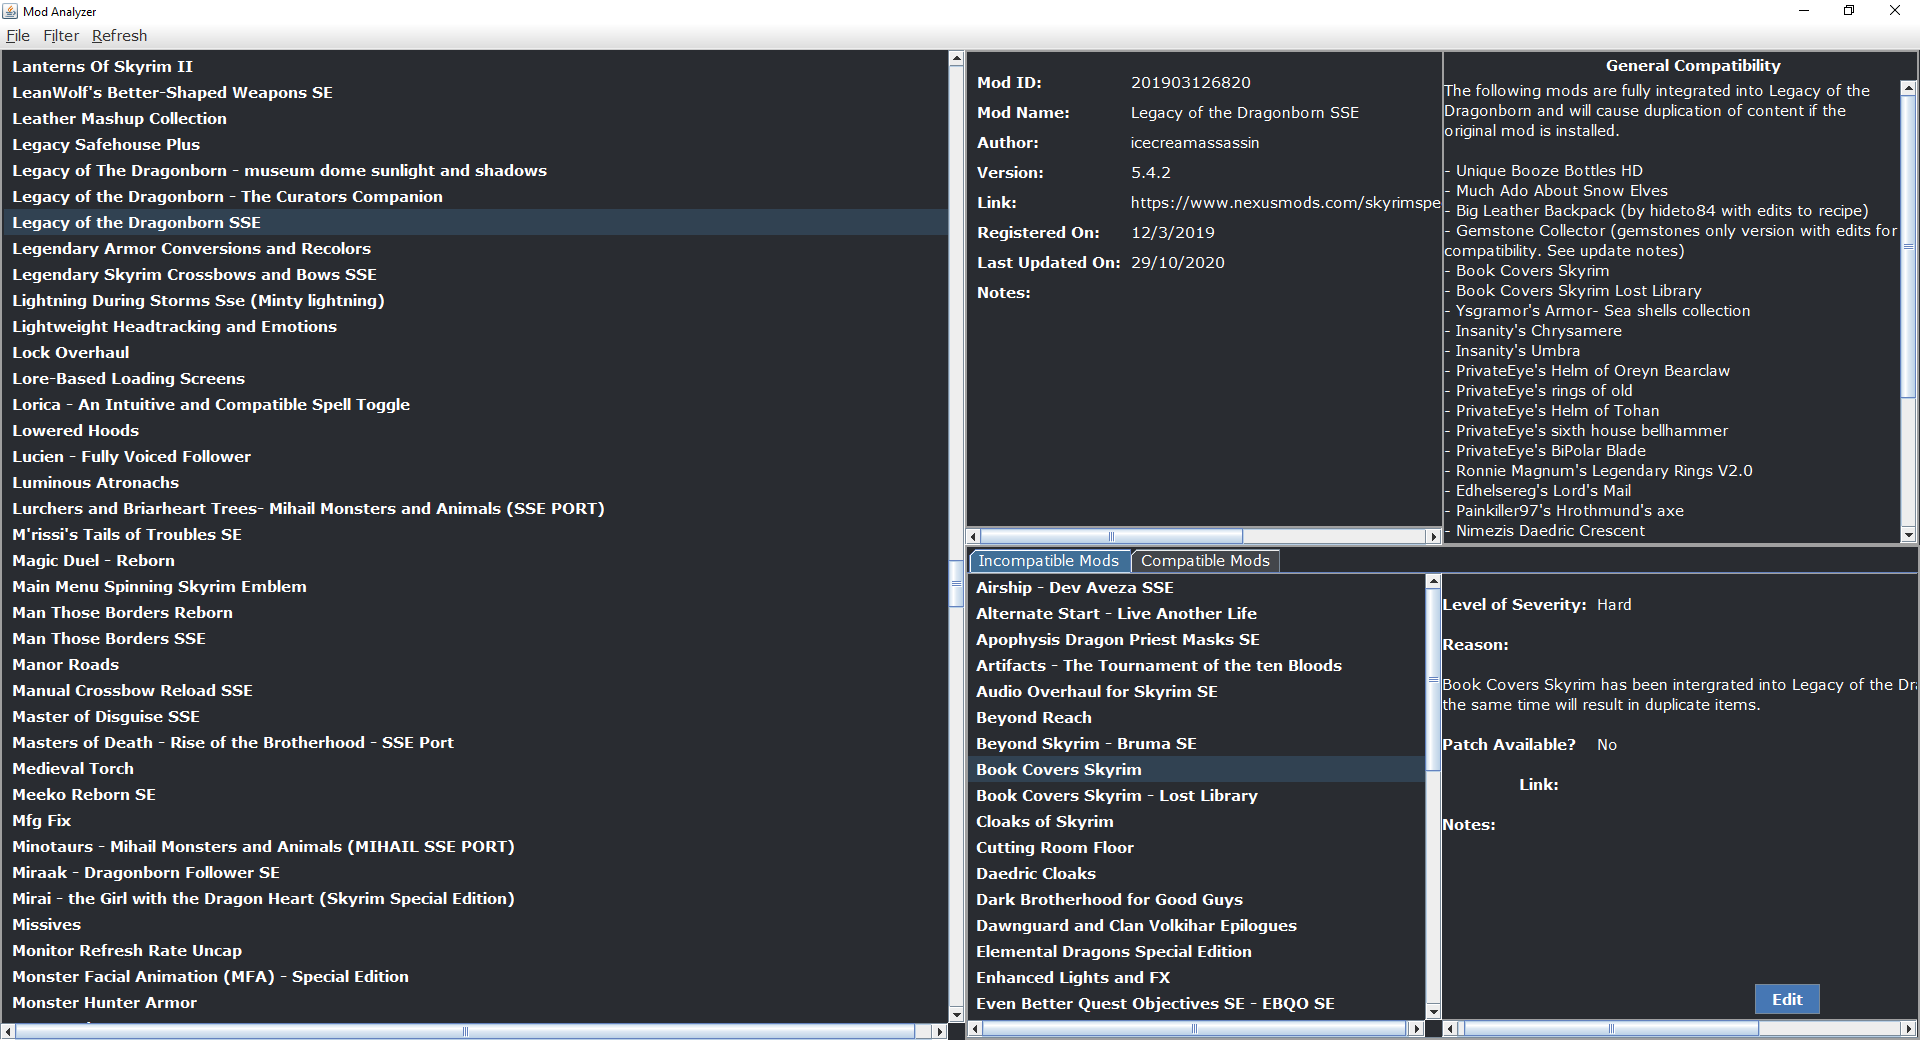 Mod Analyzer
File Filter Refresh
Lanterns Of Skyrim II
LeanWolf's Better-Shaped Weapons SE
Leather Mashup Collection
Legacy Safehouse Plus
Legacy of The Dragonborn - museum dome sunlight and shadows
Legacy of the Dragonborn - The Curators Companion
Legacy of the Dragonborn SSE
Legendary Armor Conversions and Recolors
Legendary Skyrim Crossbows and Bows SSE
Lightning During Storms Sse (Minty lightning)
Lightweight Headtracking and Emotions
Lock Overhaul
Lore-Based Loading Screens
Lorica - An Intuitive and Compatible Spell Toggle
Lowered Hoods
Lucien - Fully Voiced Follower
Luminous Atronachs
Lurchers and Briarheart Trees- Mihail Monsters and Animals (SSE PORT)
M'rissi's Tails of Troubles SE
Magic Duel - Reborn
Main Menu Spinning Skyrim Emblem
Man Those Borders Reborn
Man Those Borders SSE
Manor Roads
Manual Crossbow Reload SSE
Master of Disguise SSE
Masters of Death - Rise of the Brotherhood - SSE Port
Medieval Torch
Meeko Reborn SE
Mfg Fix
Minotaurs - Mihail Monsters and Animals (MIHAIL SSE PORT)
Miraak - Dragonborn Follower SE
Mirai - the Girl with the Dragon Heart (Skyrim Special Edition)
Missives
Monitor Refresh Rate Uncap
Monster Facial Animation (MFA) - Special Edition
Monster Hunter Armor
Mod ID: 201903126820
Mod Name: Legacy of the Dragonborn SSE
Author: icecreamassassin
Version: 5.4.2
Link: https://www.nexusmods.com/skyrimspe
Registered On: 12/3/2019
Last Updated On: 29/10/2020
Notes:
General Compatibility
The following mods are fully integrated into Legacy of the
Dragonborn and will cause duplication of content if the
original mod is installed.
- Unique Booze Bottles HD
- Much Ado About Snow Elves
- Big Leather Backpack (by hideto84 with edits to recipe)
- Gemstone Collector (gemstones only version with edits for
compatibility. See update notes)
- Book Covers Skyrim
- Book Covers Skyrim Lost Library
- Ysgramor's Armor- Sea shells collection
- Insanity's Chrysamere
- Insanity's Umbra
- PrivateEye's Helm of Oreyn Bearclaw
- PrivateEye's rings of old
- PrivateEye's Helm of Tohan
- PrivateEye's sixth house bellhammer
- PrivateEye's BiPolar Blade
- Ronnie Magnum's Legendary Rings V2.0
- Edhelsereg's Lord's Mail
- Painkiller97's Hrothmund's axe
- Nimezis Daedric Crescent
Incompatible Mods Compatible Mods
Airship - Dev Aveza SSE
Alternate Start - Live Another Life
Apophysis Dragon Priest Masks SE
Artifacts - The Tournament of the ten Bloods
Audio Overhaul for Skyrim SE
Beyond Reach
Beyond Skyrim - Bruma SE
Book Covers Skyrim
Book Covers Skyrim - Lost Library
Cloaks of Skyrim
Cutting Room Floor
Daedric Cloaks
Dark Brotherhood for Good Guys
Dawnguard and Clan Volkihar Epilogues
Elemental Dragons Special Edition
Enhanced Lights and FX
Even Better Quest Objectives SE - EBQO SE
Level of Severity: Hard
Reason:
Book Covers Skyrim has been intergrated into Legacy of the Dra
the same time will result in duplicate items.
Patch Available? No
Link:
Notes:
Edit